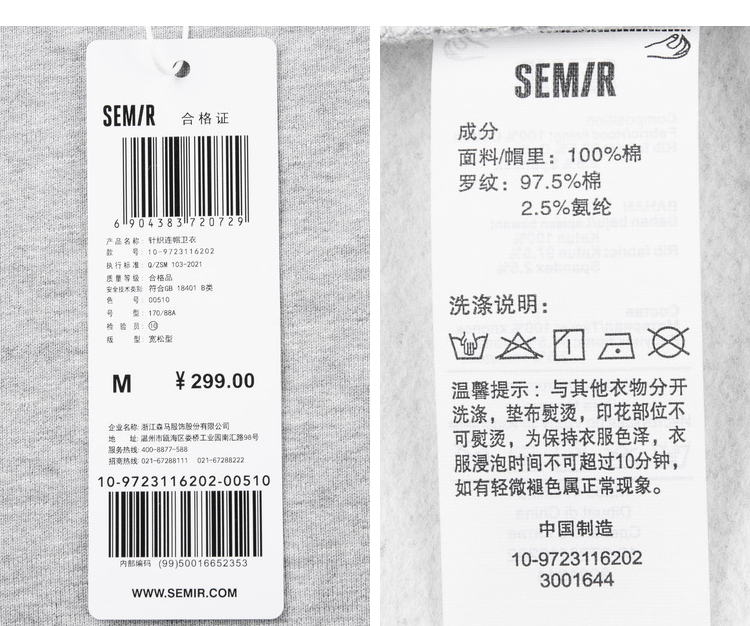 SEMIR 合格证
6 904383 720729
产品名称: 针织连帽卫衣
款 号: 10-9723116202
执行标准: Q/ZSM 103-2021
质量等级: 合格品
安全技术类别: 符合GB 18401 B类
色 号: 00510
号 型: 170/88A
检 验 员: 10
版 型: 宽松型
M ¥299.00
企业名称: 浙江森马服饰股份有限公司
地 址: 温州市瓯海区娄桥工业园南汇路98号
服务热线: 400-8877-588
招商热线: 021-67288111 021-67288222
10-9723116202-00510
内部编码 (99)50016652353
WWW.SEMIR.COM
SEMIR
成分
面料/帽里: 100%棉
罗纹: 97.5%棉
2.5%氨纶
洗涤说明:
温馨提示: 与其他衣物分开
洗涤, 垫布熨烫, 印花部位不
可熨烫, 为保持衣服色泽, 衣
服浸泡时间不可超过10分钟,
如有轻微褪色属正常现象。
中国制造
10-9723116202
3001644